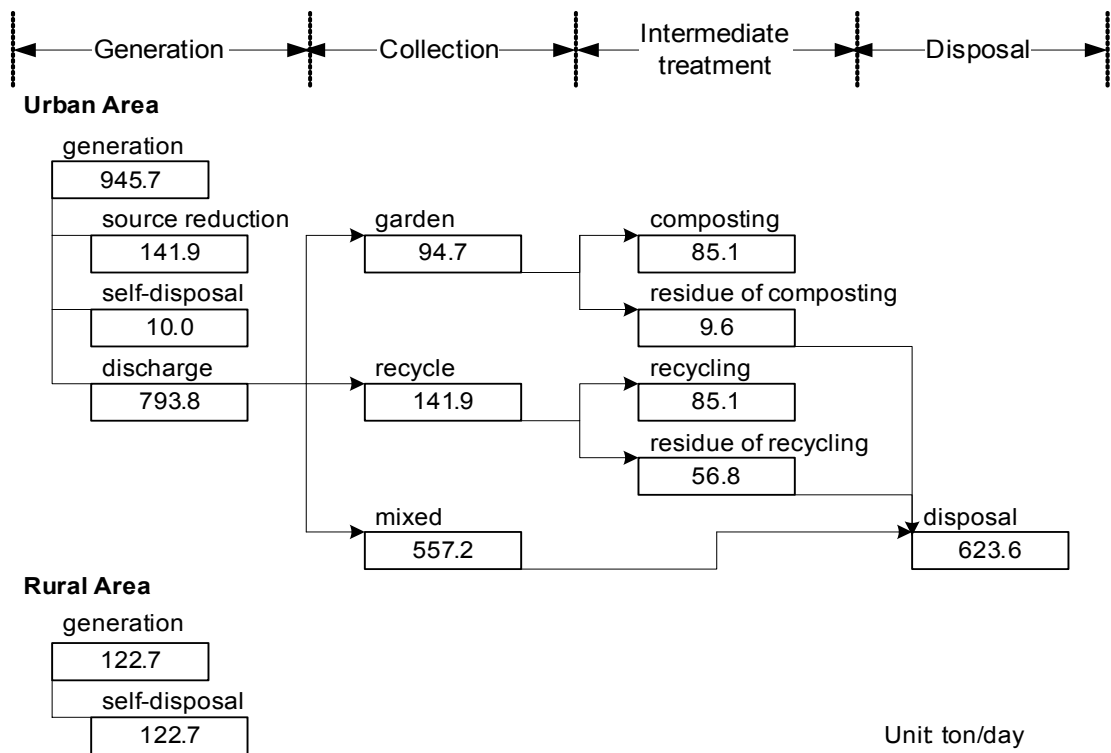 Generation Collection Intermediate treatment Disposal
Urban Area
generation
945.7
source reduction garden composting
141.9 94.7 85.1
self-disposal residue of composting
10.0 9.6
discharge recycle recycling
793.8 141.9 85.1
residue of recycling
56.8
mixed disposal
557.2 623.6
Rural Area
generation
122.7
self-disposal
122.7
Unit ton/day